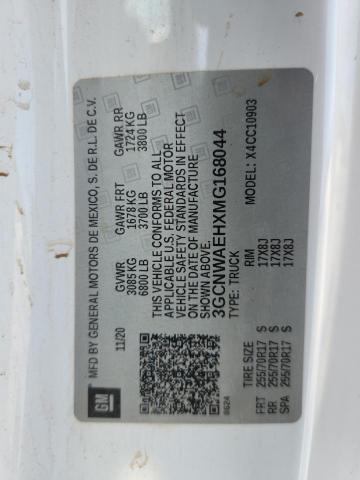 MFD BY GENERAL MOTORS DE MEXICO, S. DE R.L. DE C.V.
11/20 GVWR GAWR FRT GAWR RR
3085 KG 1678 KG 1724 KG
6800 LB 3700 LB 3800 LB
THIS VEHICLE CONFORMS TO ALL
APPLICABLE U.S. FEDERAL MOTOR
VEHICLE SAFETY STANDARDS IN EFFECT
ON THE DATE OF MANUFACTURE
SHOWN ABOVE.
3GCNWAEHXMG168044
TYPE: TRUCK MODEL: X4CC10903
GM
8624
TIRE SIZE RIM
FRT 255/70R17 S 17X8J
RR 255/70R17 S 17X8J
SPA 255/70R17 S 17X8J